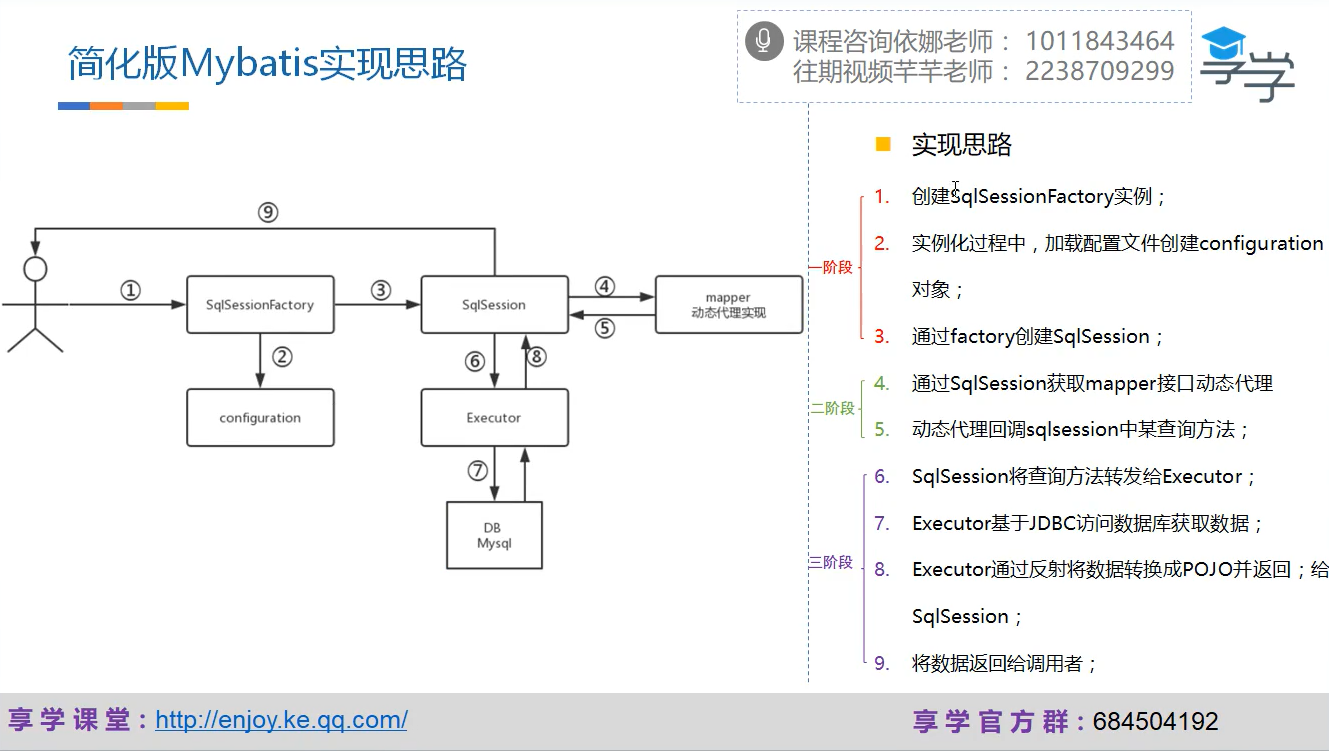 简化版Mybatis实现思路
课程咨询依娜老师： 1011843464
往期视频芊芊老师： 2238709299
享学
⑨
①
SqlSessionFactory
③
SqlSession
④
⑤
mapper
动态代理实现
②
configuration
⑥
⑧
Executor
⑦
DB
Mysql
实现思路
一阶段
1. 创建SqlSessionFactory实例；
2. 实例化过程中，加载配置文件创建configuration
对象；
3. 通过factory创建SqlSession；
二阶段
4. 通过SqlSession获取mapper接口动态代理
5. 动态代理回调sqlsession中某查询方法；
三阶段
6. SqlSession将查询方法转发给Executor；
7. Executor基于JDBC访问数据库获取数据；
8. Executor通过反射将数据转换成POJO并返回；给
SqlSession；
9. 将数据返回给调用者；
享学课堂：http://enjoy.ke.qq.com/
享学官方群：684504192